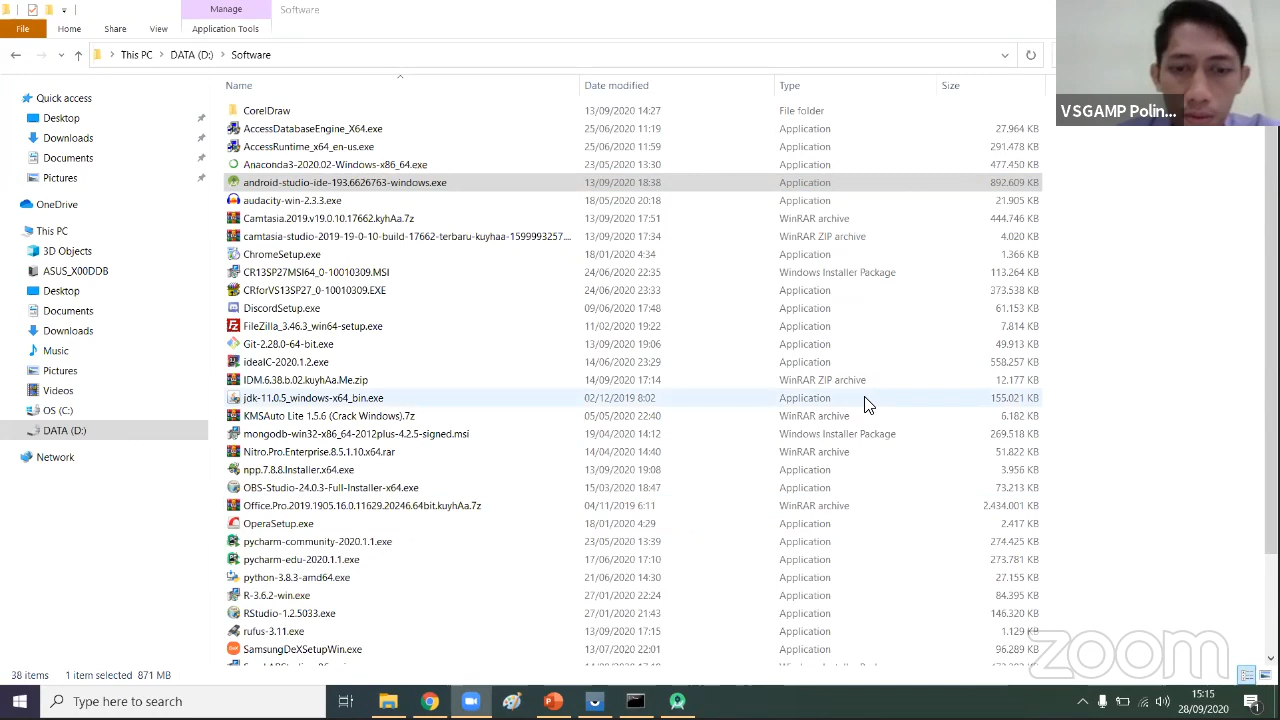 Manage
Software
File
Home
Share
View
Application Tools
This PC
DATA (D:)
Software
Name
Date modified
Type
Size
Quick access
Desktop
Downloads
Documents
Pictures
OneDrive
This PC
3D Objects
ASUS_X00DDB
Desktop
Documents
Downloads
Music
Pictures
Videos
OS (C:)
DATA (D:)
Network
CorelDraw 13/09/2020 14:27 File folder
AccessDatabaseEngine_X64.exe 25/06/2020 11:19 Application 27.964 KB
AccessRuntime_x64_en-us.exe 25/06/2020 11:59 Application 291.478 KB
Anaconda3-2020.02-Windows-x86_64.exe 23/05/2020 13:30 Application 477.450 KB
android-studio-ide-193.6626763-windows.exe 13/09/2020 18:38 Application 892.609 KB
audacity-win-2.3.3.exe 18/05/2020 20:18 Application 21.905 KB
Camtasia.2019.v19.0.10.17662.kyhAa.7z 13/09/2020 17:51 WinRAR archive 444.746 KB
camtasia-studio-2019-19-0-10-build-17662-terbaru-kuyhaa-1599993257.... 13/09/2020 17:34 WinRAR ZIP archive 4.020 KB
ChromeSetup.exe 18/01/2020 4:34 Application 1.366 KB
CR13SP27MSI64_0-10010309.MSI 24/06/2020 22:35 Windows Installer Package 113.264 KB
CRforVS13SP27_0-10010309.EXE 24/06/2020 23:33 Application 373.538 KB
DiscordSetup.exe 09/06/2020 17:48 Application 61.153 KB
FileZilla_3.46.3_win64-setup.exe 11/02/2020 19:22 Application 7.814 KB
Git-2.28.0-64-bit.exe 13/09/2020 19:06 Application 49.913 KB
ideaIC-2020.1.2.exe 14/06/2020 23:29 Application 558.257 KB
IDM.6.38.b.02.kuyhAa.Me.zip 14/09/2020 17:14 WinRAR ZIP archive 12.177 KB
jdk-11.0.5_windows-x64_bin.exe 02/12/2019 8:02 Application 155.021 KB
KMSAuto Lite 1.5.6 (Crack Windows).7z 05/05/2020 22:40 WinRAR archive 6.182 KB
mongodb-win32-x86_64-2012plus-4.2.5-signed.msi 19/04/2020 14:12 Windows Installer Package 269.518 KB
Nitro.Pro.Enterprise.8.5.1.10.x64.rar 14/04/2020 14:40 WinRAR archive 51.822 KB
npp.7.8.8.Installer.x64.exe 13/09/2020 19:08 Application 3.956 KB
OBS-Studio-24.0.3-Full-Installer-x64.exe 15/03/2020 18:47 Application 73.213 KB
Office.Pro.2019.1905.16.0.11629.20246.64bit.kuyhAa.7z 04/11/2019 6:11 WinRAR archive 2.434.001 KB
OperaSetup.exe 18/01/2020 4:29 Application 2.417 KB
pycharm-community-2020.1.1.exe 23/05/2020 13:39 Application 274.425 KB
pycharm-edu-2020.1.1.exe 17/06/2020 17:10 Application 273.781 KB
python-3.8.3-amd64.exe 21/06/2020 14:30 Application 27.155 KB
R-3.6.2-win.exe 27/01/2020 22:24 Application 84.395 KB
RStudio-1.2.5033.exe 27/01/2020 21:43 Application 146.320 KB
rufus-3.11.exe 13/09/2020 17:15 Application 1.129 KB
SamsungDeXSetupWin.exe 13/07/2020 22:01 Application 96.289 KB
38 items 1 item selected 871 MB
VSGAMP Polin...
zoom
Type here to search
15:15
28/09/2020